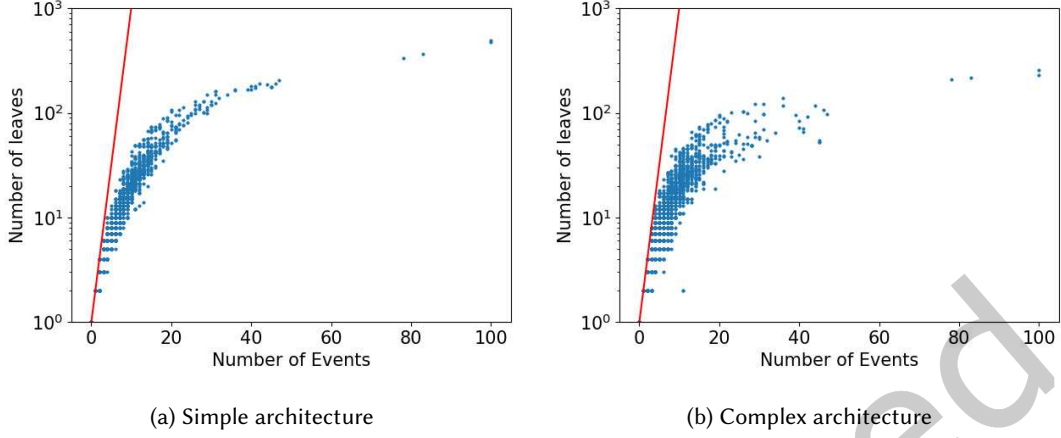 10³
10²
10¹
10⁰
Number of leaves
0 20 40 60 80 100
Number of Events
(a) Simple architecture
10³
10²
10¹
10⁰
Number of leaves
0 20 40 60 80 100
Number of Events
(b) Complex architecture
ed